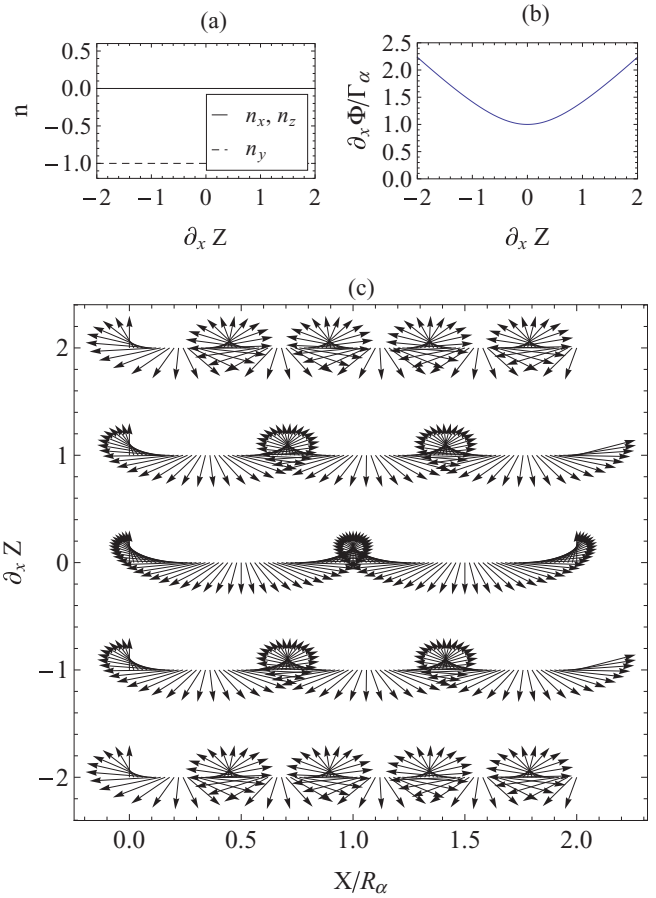 (a)
n
0.5
0.0
−0.5
−1.0
n_x, n_z
n_y
−2 −1 0 1 2
∂_x Z
(b)
∂_x Φ/Γ_α
2.5
2.0
1.5
1.0
0.5
0.0
−2 −1 0 1 2
∂_x Z
(c)
∂_x Z
2
1
0
−1
−2
0.0 0.5 1.0 1.5 2.0
X/R_α